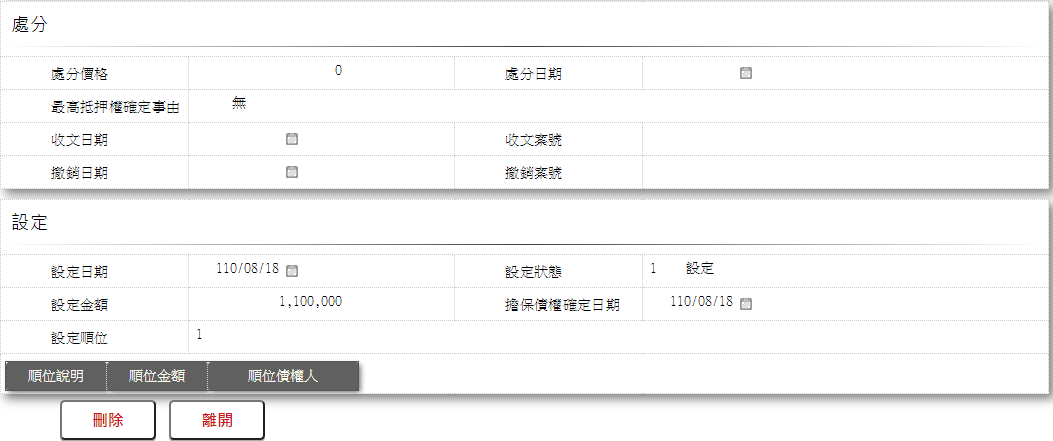 處分
處分價格 0 處分日期
最高抵押權確定事由 無
收文日期 收文案號
撤銷日期 撤銷案號
設定
設定日期 110/08/18 設定狀態 1 設定
設定金額 1,100,000 擔保債權確定日期 110/08/18
設定順位 1
順位說明 順位金額 順位債權人
刪除 離開